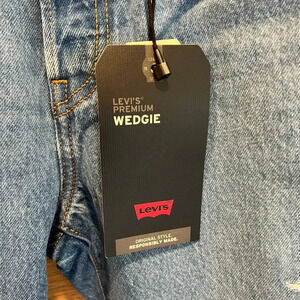 LEVI'S®
PREMIUM
WEDGIE
Levi's
ORIGINAL STYLE.
RESPONSIBLY MADE.